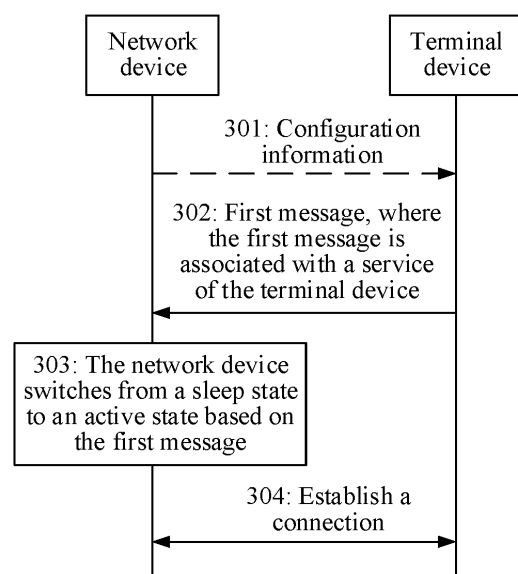 Network
device
Terminal
device
301: Configuration
information
302: First message, where
the first message is
associated with a service
of the terminal device
303: The network device
switches from a sleep state
to an active state based on
the first message
304: Establish a
connection